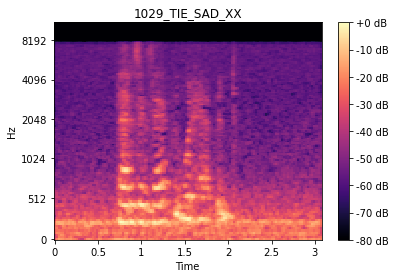 1029_TIE_SAD_XX
Hz
8192
4096
2048
1024
512
0
0 0.5 1 1.5 2 2.5 3
Time
+0 dB
-10 dB
-20 dB
-30 dB
-40 dB
-50 dB
-60 dB
-70 dB
-80 dB